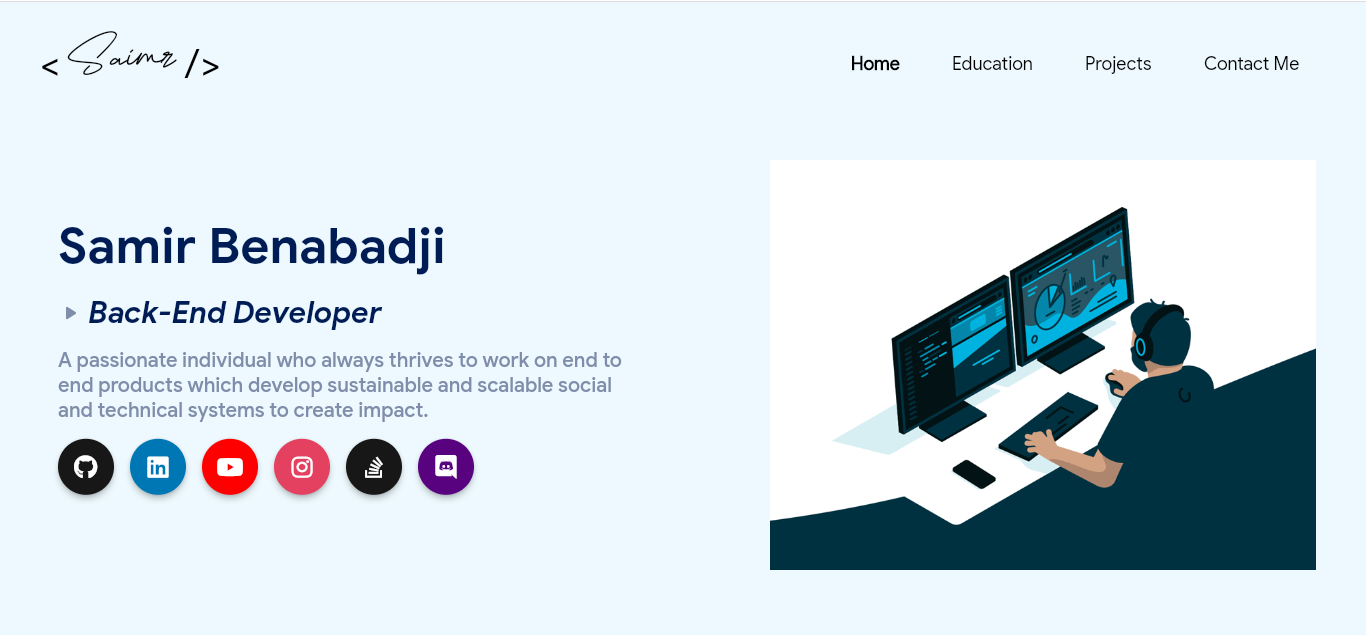 < Saimr />
Home Education Projects Contact Me
Samir Benabadji
Back-End Developer
A passionate individual who always thrives to work on end to
end products which develop sustainable and scalable social
and technical systems to create impact.